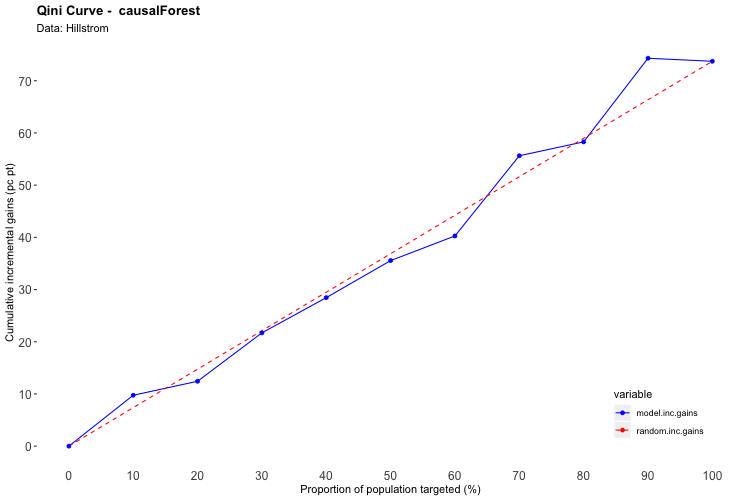 Qini Curve - causalForest
Data: Hillstrom
Cumulative incremental gains (pc pt)
70
60
50
40
30
20
10
0
0 10 20 30 40 50 60 70 80 90 100
Proportion of population targeted (%)
variable
model.inc.gains
random.inc.gains